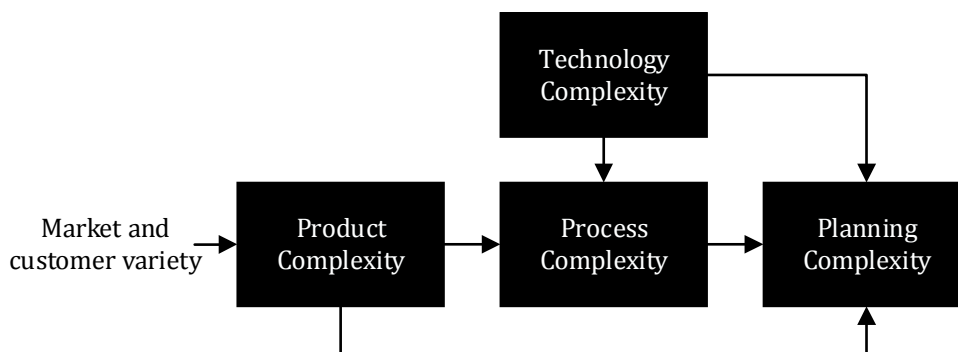 Technology
Complexity
Market and
customer variety
Product
Complexity
Process
Complexity
Planning
Complexity